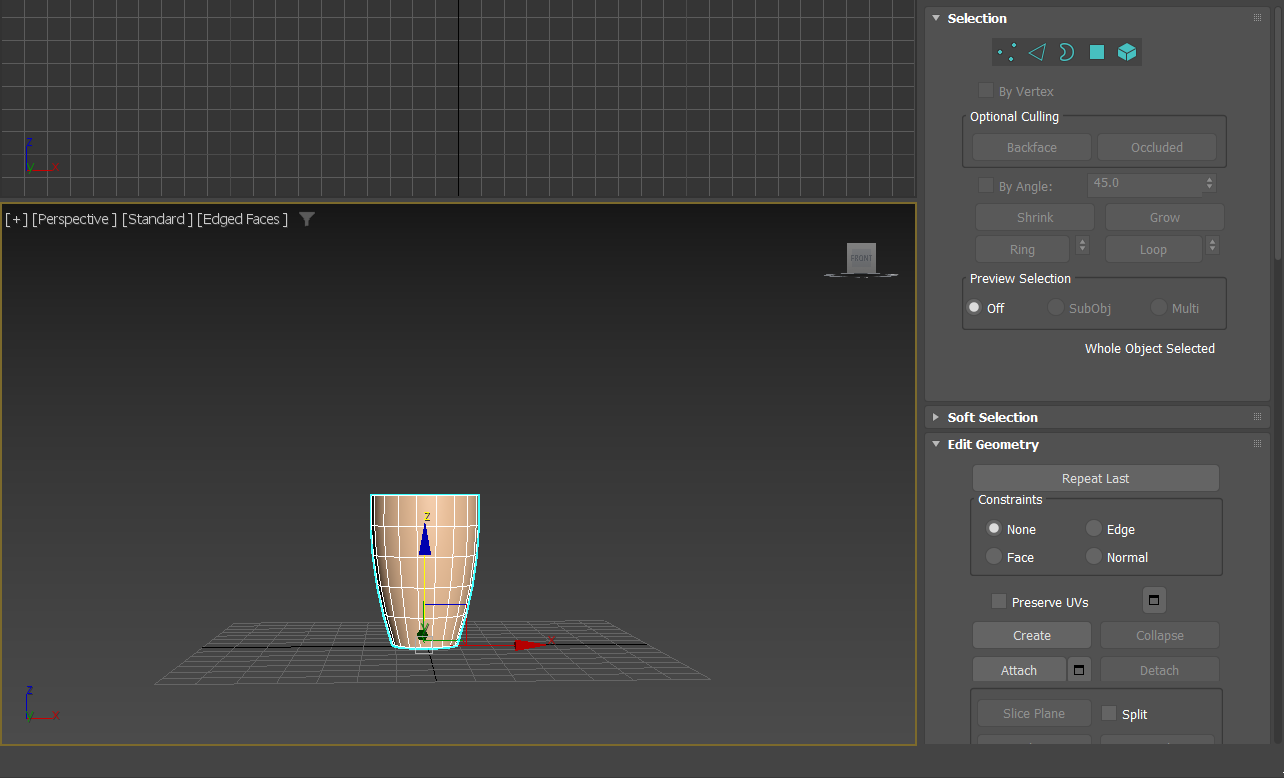 Selection
By Vertex
Optional Culling
Backface Occluded
By Angle: 45.0
Shrink Grow
Ring Loop
Preview Selection
Off SubObj Multi
Whole Object Selected
Soft Selection
Edit Geometry
Repeat Last
Constraints
None Edge
Face Normal
Preserve UVs
Create Collapse
Attach Detach
Slice Plane Split
z
y x
[+] [Perspective ] [Standard ] [Edged Faces ]
FRONT
z
y x
z
y x